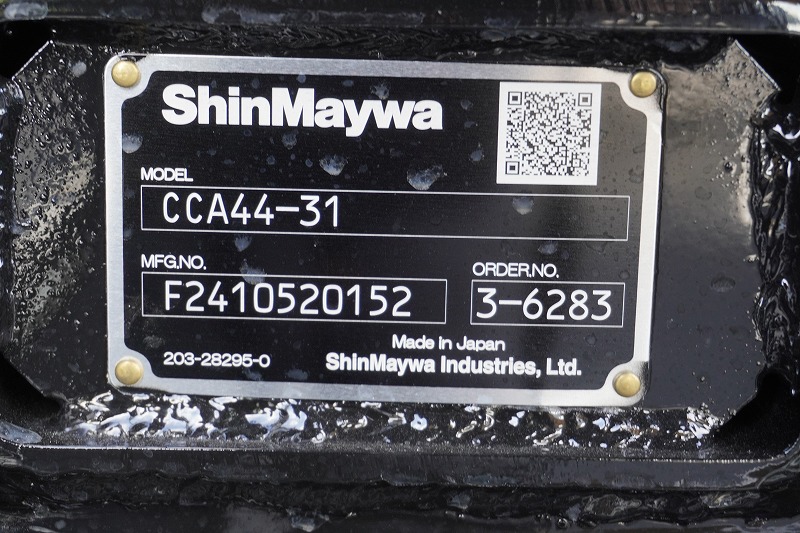 ShinMaywa
MODEL
CCA44-31
MFG.NO.
F2410520152
ORDER.NO.
3-6283
Made in Japan
203-28295-0
ShinMaywa Industries, Ltd.